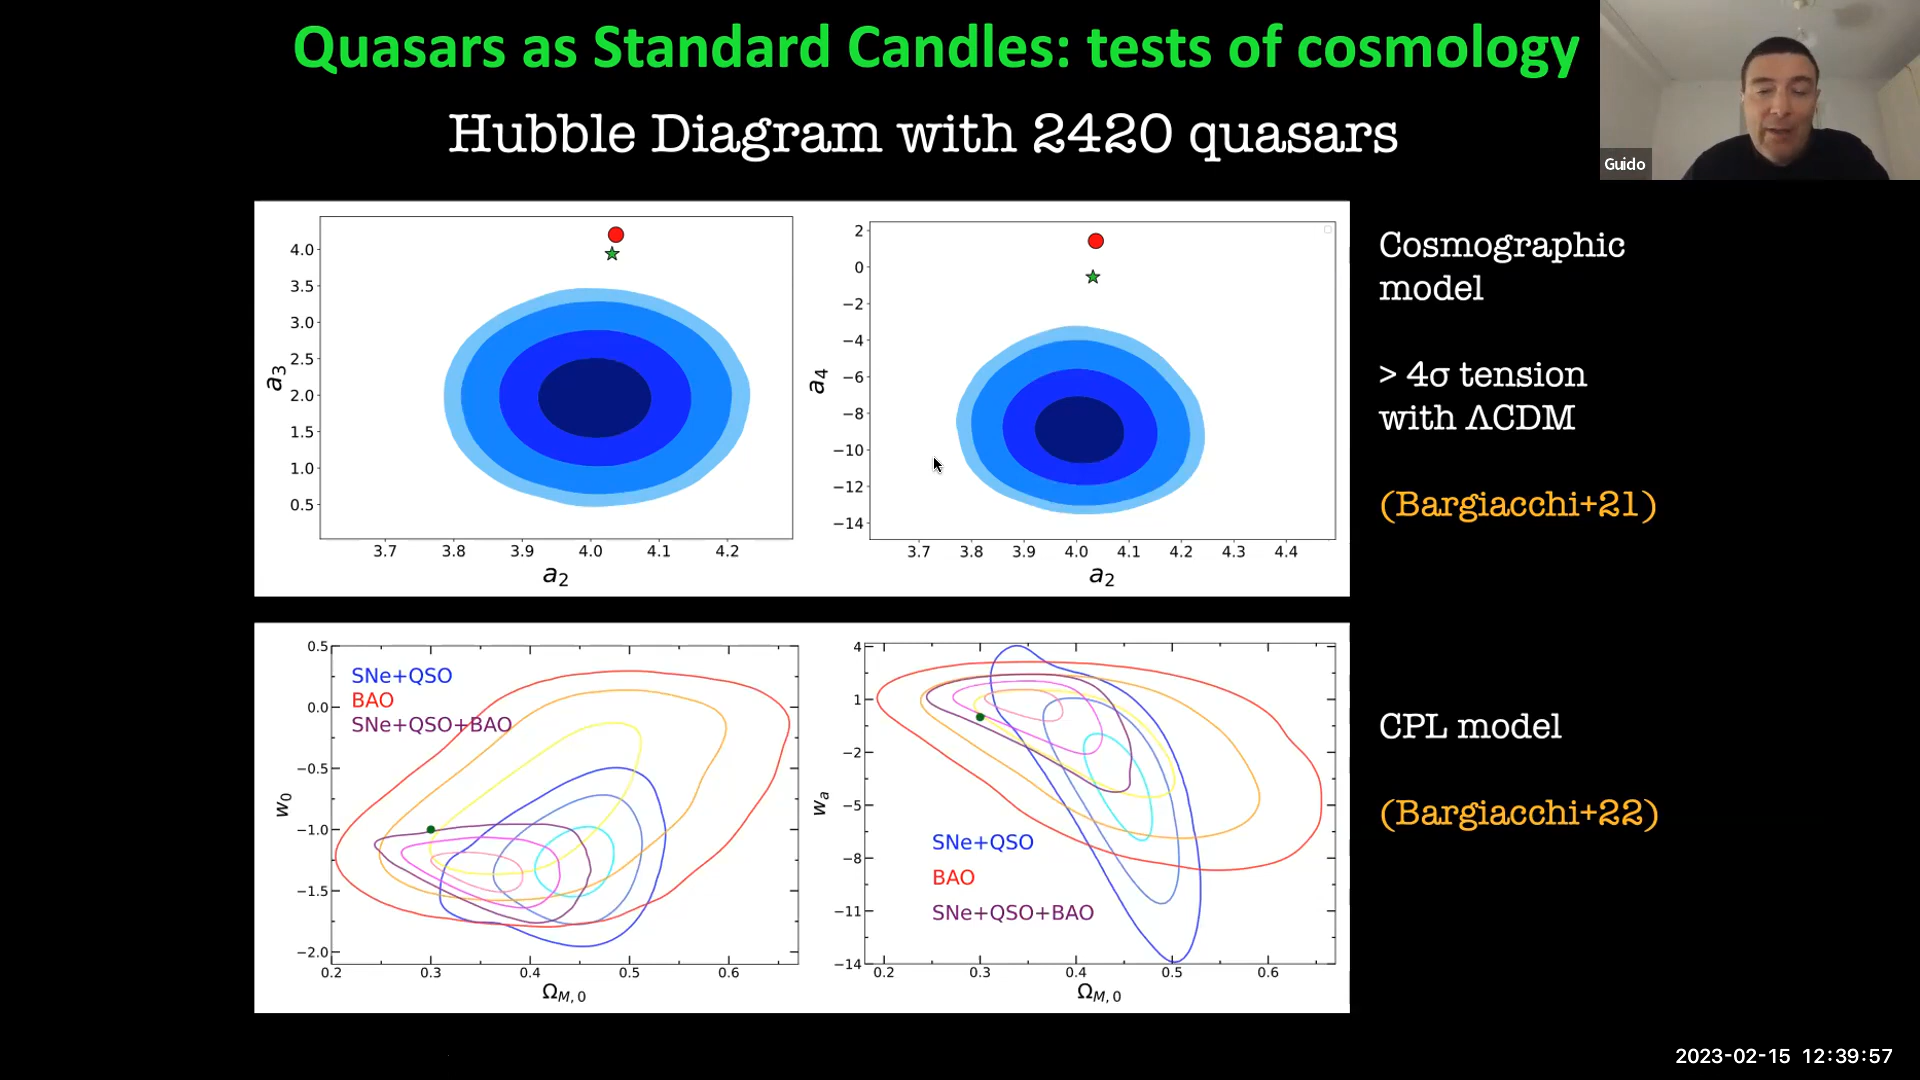 Quasars as Standard Candles: tests of cosmology
Hubble Diagram with 2420 quasars
Guido
4.0
3.5
3.0
2.5
2.0
1.5
1.0
0.5
a3
3.7 3.8 3.9 4.0 4.1 4.2
a2
2
0
−2
−4
−6
−8
−10
−12
−14
a4
3.7 3.8 3.9 4.0 4.1 4.2 4.3 4.4
a2
Cosmographic
model
> 4σ tension
with ΛCDM
(Bargiacchi+21)
0.5
0.0
−0.5
−1.0
−1.5
−2.0
w0
SNe+QSO
BAO
SNe+QSO+BAO
0.2 0.3 0.4 0.5 0.6
ΩM, 0
4
1
−2
−5
−8
−11
−14
wa
SNe+QSO
BAO
SNe+QSO+BAO
0.2 0.3 0.4 0.5 0.6
ΩM, 0
CPL model
(Bargiacchi+22)
2023-02-15 12:39:57